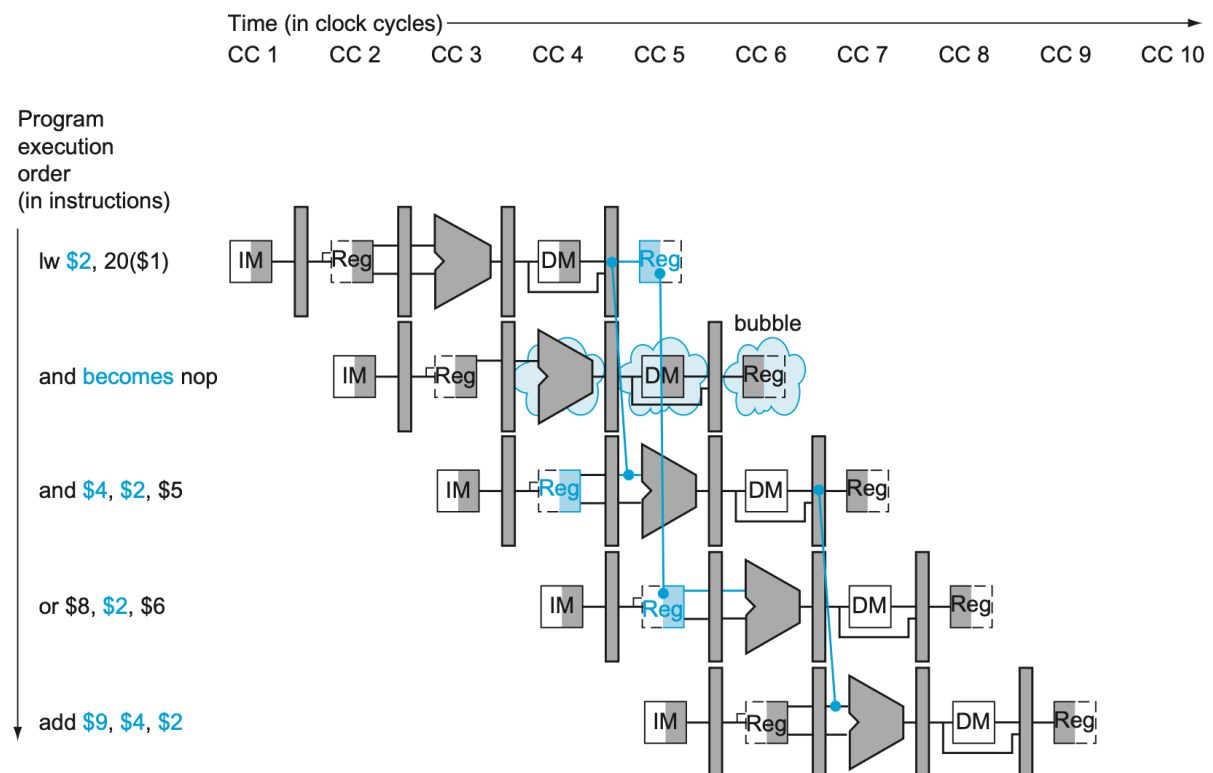 Time (in clock cycles)
CC 1 CC 2 CC 3 CC 4 CC 5 CC 6 CC 7 CC 8 CC 9 CC 10
Program
execution
order
(in instructions)
lw $2, 20($1)
IM Reg DM Reg
bubble
and becomes nop
IM Reg DM Reg
and $4, $2, $5
IM Reg DM Reg
or $8, $2, $6
IM Reg DM Reg
add $9, $4, $2
IM Reg DM Reg